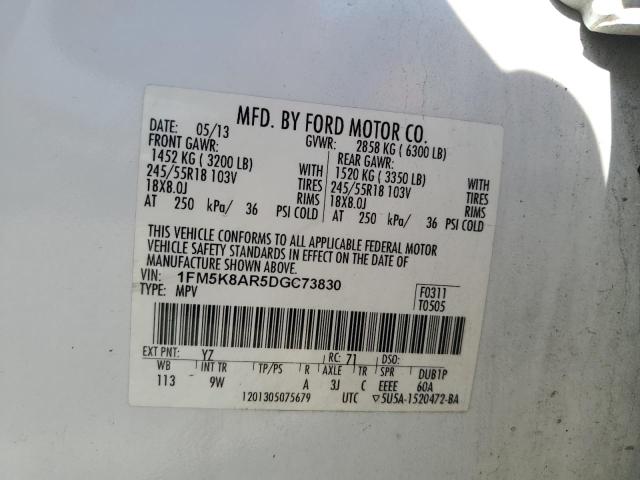 MFD. BY FORD MOTOR CO.
DATE: 05/13 GVWR: 2858 KG ( 6300 LB)
FRONT GAWR: REAR GAWR:
1452 KG ( 3200 LB) WITH 1520 KG ( 3350 LB) WITH
245/55R18 103V TIRES 245/55R18 103V TIRES
18X8.0J RIMS 18X8.0J RIMS
AT 250 kPa/ 36 PSI COLD AT 250 kPa/ 36 PSI COLD
THIS VEHICLE CONFORMS TO ALL APPLICABLE FEDERAL MOTOR
VEHICLE SAFETY STANDARDS IN EFFECT ON THE DATE OF
MANUFACTURE SHOWN ABOVE.
VIN: 1FM5K8AR5DGC73830 F0311
TYPE: MPV T0505
EXT PNT: YZ RC: 71 DSO:
WB INT TR TP/PS R AXLE TR SPR DUB1P
113 9W A 3J C EEEE 60A
1201305075679 UTC ▽5U5A-1520472-BA